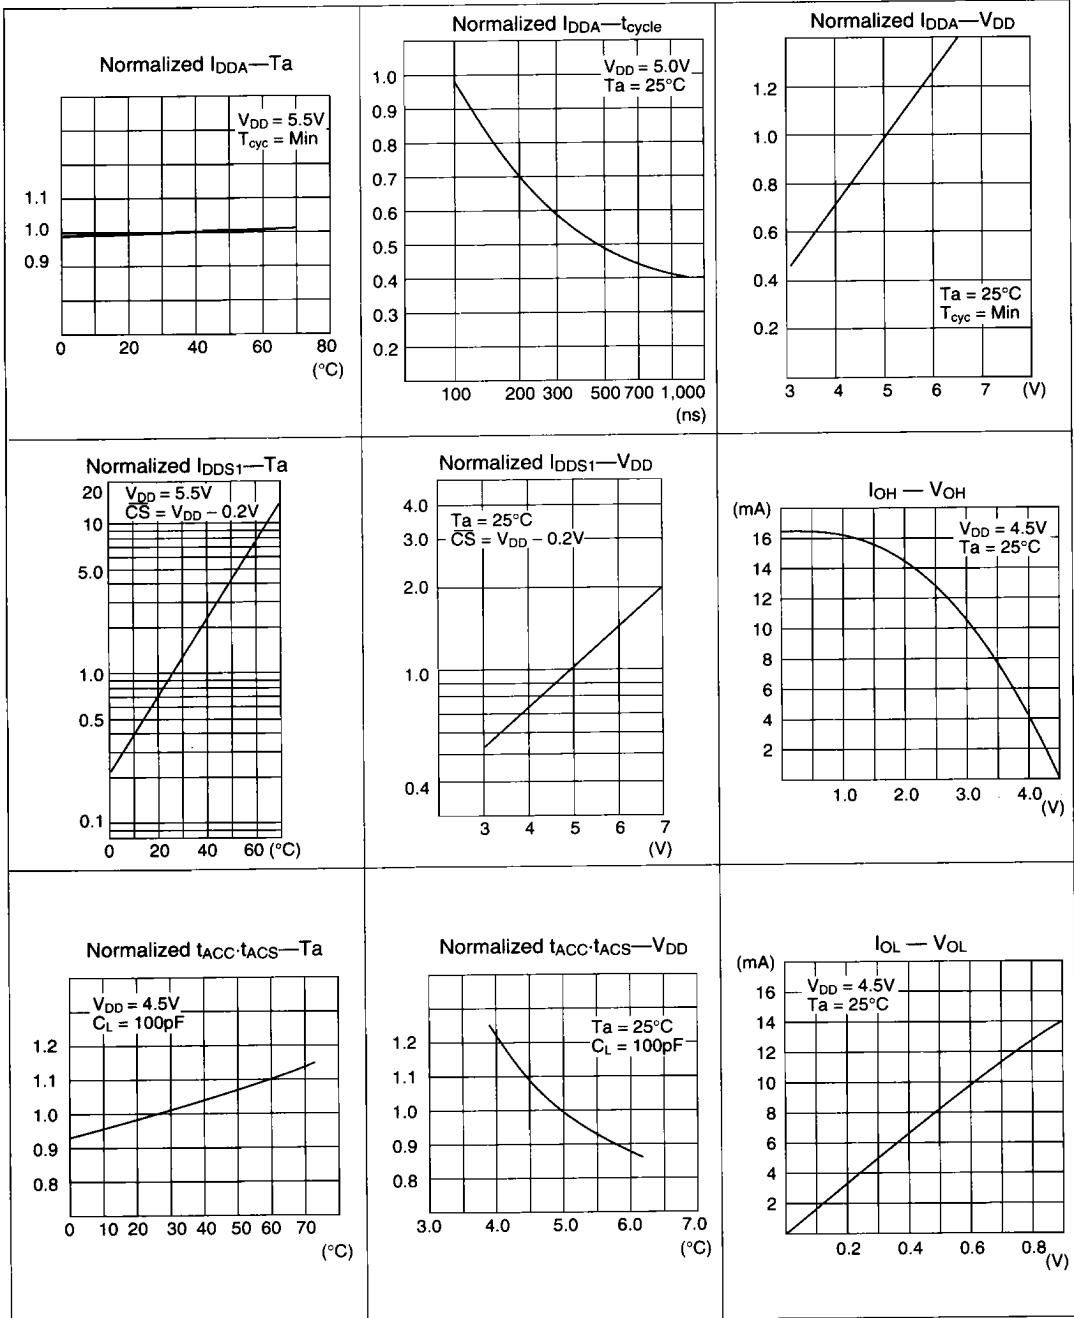 Normalized IDDA—Ta
VDD = 5.5V
Tcyc = Min
1.1
1.0
0.9
0 20 40 60 80
(°C)
Normalized IDDA—tcycle
VDD = 5.0V
Ta = 25°C
1.0
0.9
0.8
0.7
0.6
0.5
0.4
0.3
0.2
100 200 300 500 700 1,000
(ns)
Normalized IDDA—VDD
1.2
1.0
0.8
0.6
0.4
0.2
Ta = 25°C
Tcyc = Min
3 4 5 6 7 (V)
Normalized IDDS1—Ta
VDD = 5.5V
C̅S̅ = VDD – 0.2V
20
10
5.0
1.0
0.5
0.1
0 20 40 60 (°C)
Normalized IDDS1—VDD
Ta = 25°C
C̅S̅ = VDD – 0.2V
4.0
3.0
2.0
1.0
0.4
3 4 5 6 7
(V)
IOH — VOH
(mA)
VDD = 4.5V
Ta = 25°C
16
14
12
10
8
6
4
2
1.0 2.0 3.0 4.0
(V)
Normalized tACC·tACS—Ta
VDD = 4.5V
CL = 100pF
1.2
1.1
1.0
0.9
0.8
0 10 20 30 40 50 60 70
(°C)
Normalized tACC·tACS—VDD
Ta = 25°C
CL = 100pF
1.2
1.1
1.0
0.9
0.8
3.0 4.0 5.0 6.0 7.0
(°C)
IOL — VOL
(mA)
VDD = 4.5V
Ta = 25°C
16
14
12
10
8
6
4
2
0.2 0.4 0.6 0.8
(V)